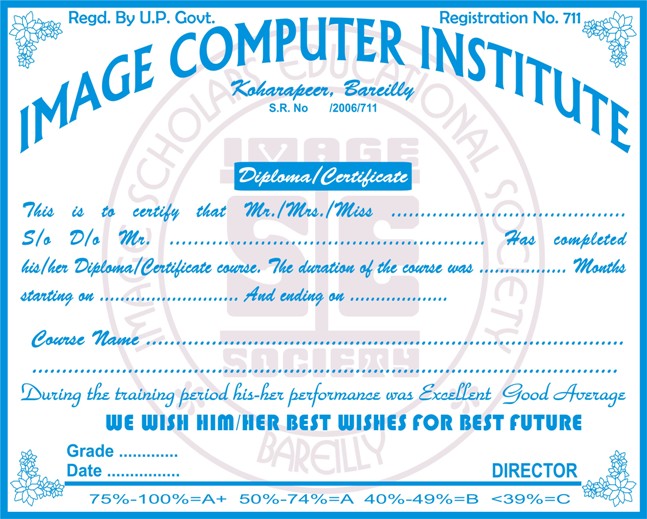 Regd. By U.P. Govt. Registration No. 711
IMAGE COMPUTER INSTITUTE
Koharapeer, Bareilly
S.R. No /2006/711
IMAGE SCHOLARS EDUCATIONAL SOCIETY
IMAGE
SES
SOCIETY
BAREILLY
Diploma/Certificate
This is to certify that Mr./Mrs./Miss ......................................
S/o D/o Mr. .................................................... Has completed
his/her Diploma/Certificate course. The duration of the course was ................. Months
starting on ........................... And ending on ...................
Course Name ...............................................................................
..................................................................................................
During the training period his-her performance was Excellent Good Average
WE WISH HIM/HER BEST WISHES FOR BEST FUTURE
Grade .............
Date ................ DIRECTOR
75%-100%=A+ 50%-74%=A 40%-49%=B <39%=C